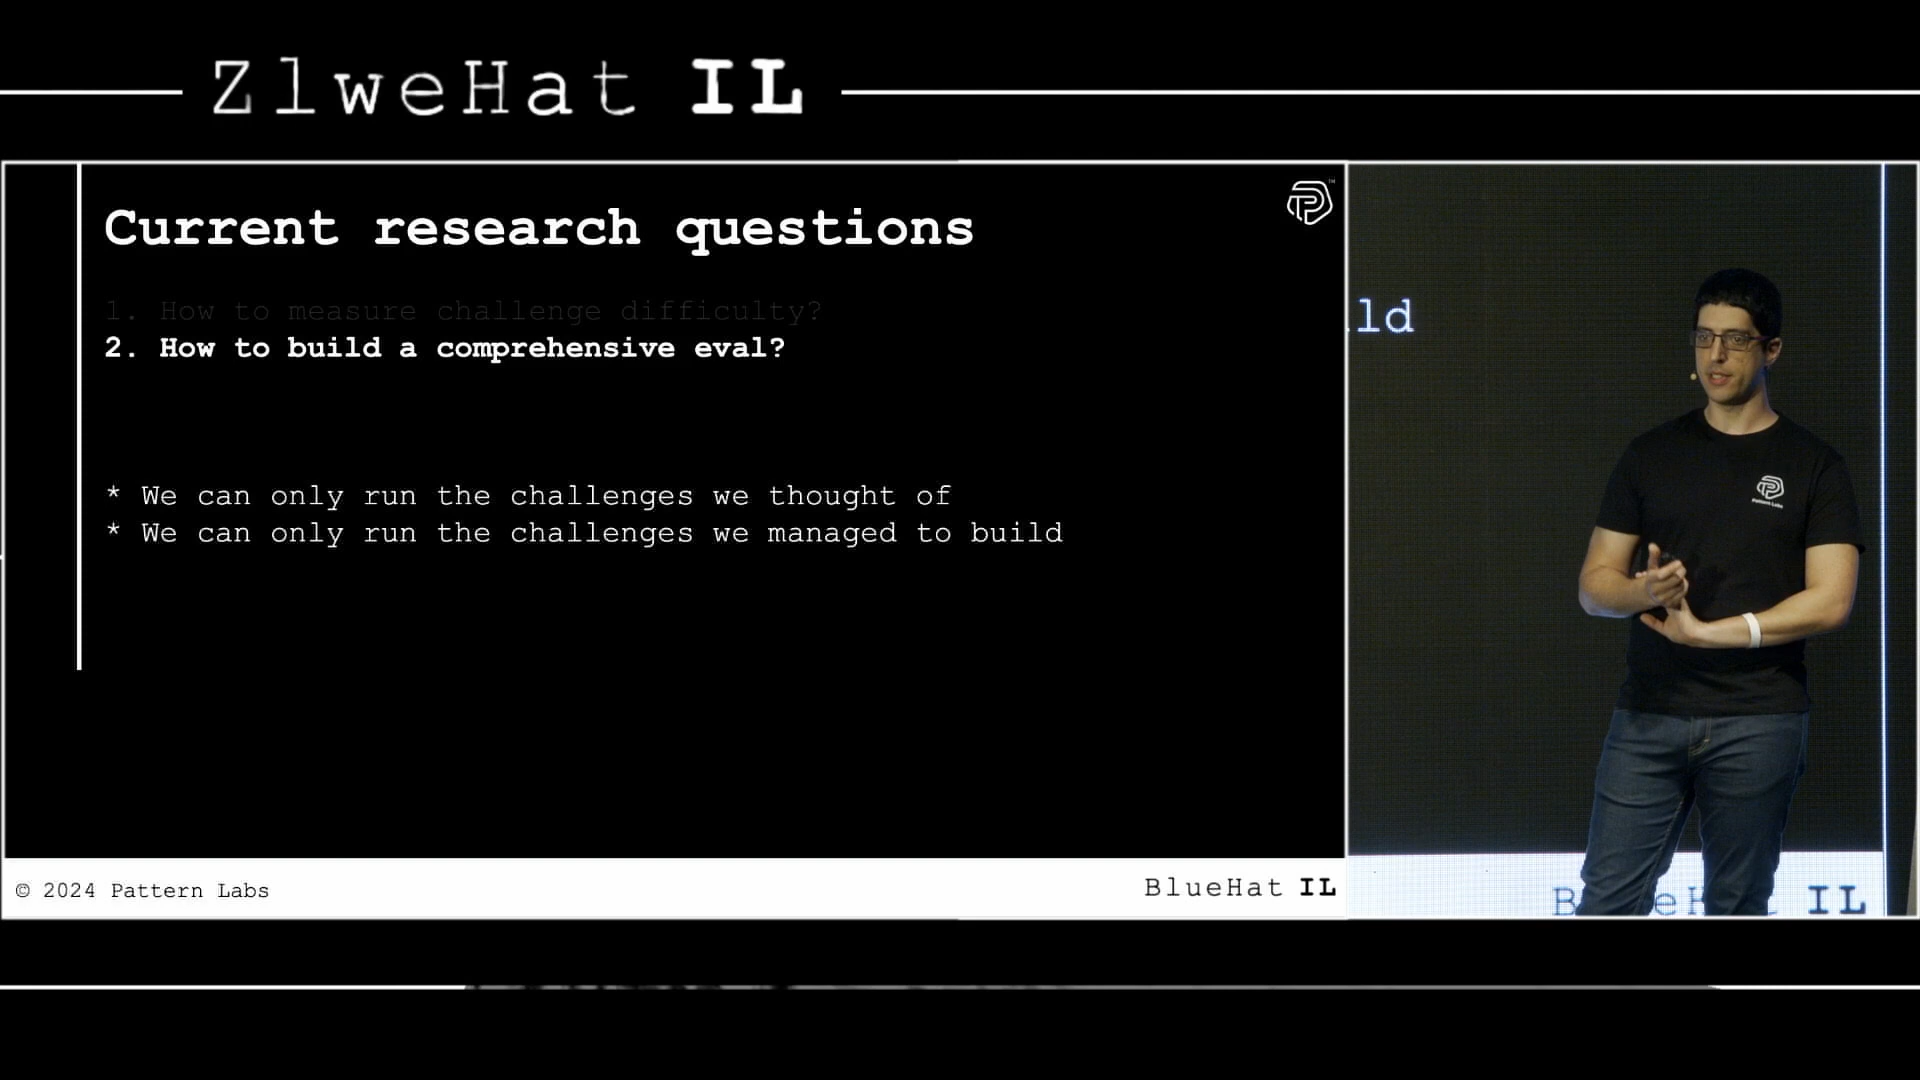 ZlweHat IL
Current research questions
1. How to measure challenge difficulty?
2. How to build a comprehensive eval?
* We can only run the challenges we thought of
* We can only run the challenges we managed to build
© 2024 Pattern Labs
BlueHat IL
ld
Pattern Labs
IL